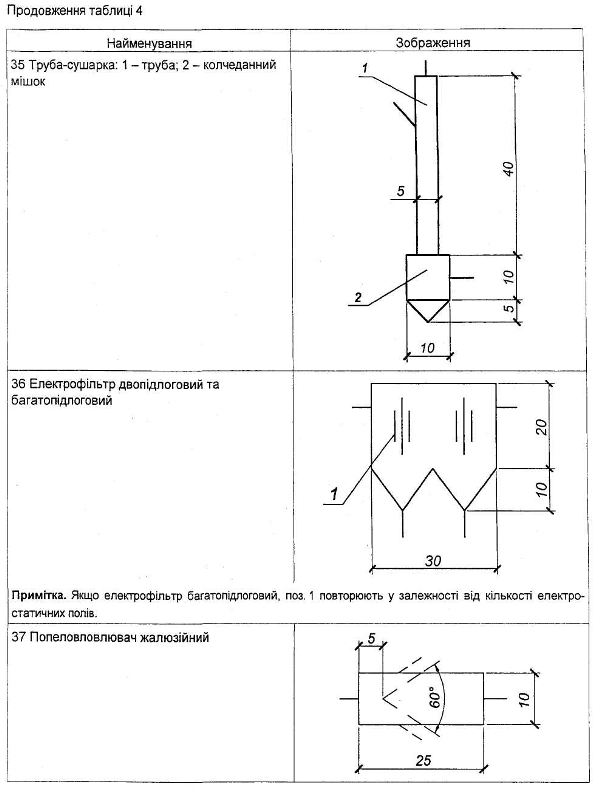 Продовження таблиці 4
Найменування
Зображення
35 Труба-сушарка: 1 – труба; 2 – колчеданний
мішок
1
40
5
2
10
5
10
36 Електрофільтр двопідлоговий та
багатопідлоговий
20
1
10
30
Примітка. Якщо електрофільтр багатопідлоговий, поз. 1 повторюють у залежності від кількості електро-
статичних полів.
37 Попеловловлювач жалюзійний
5
60°
10
25